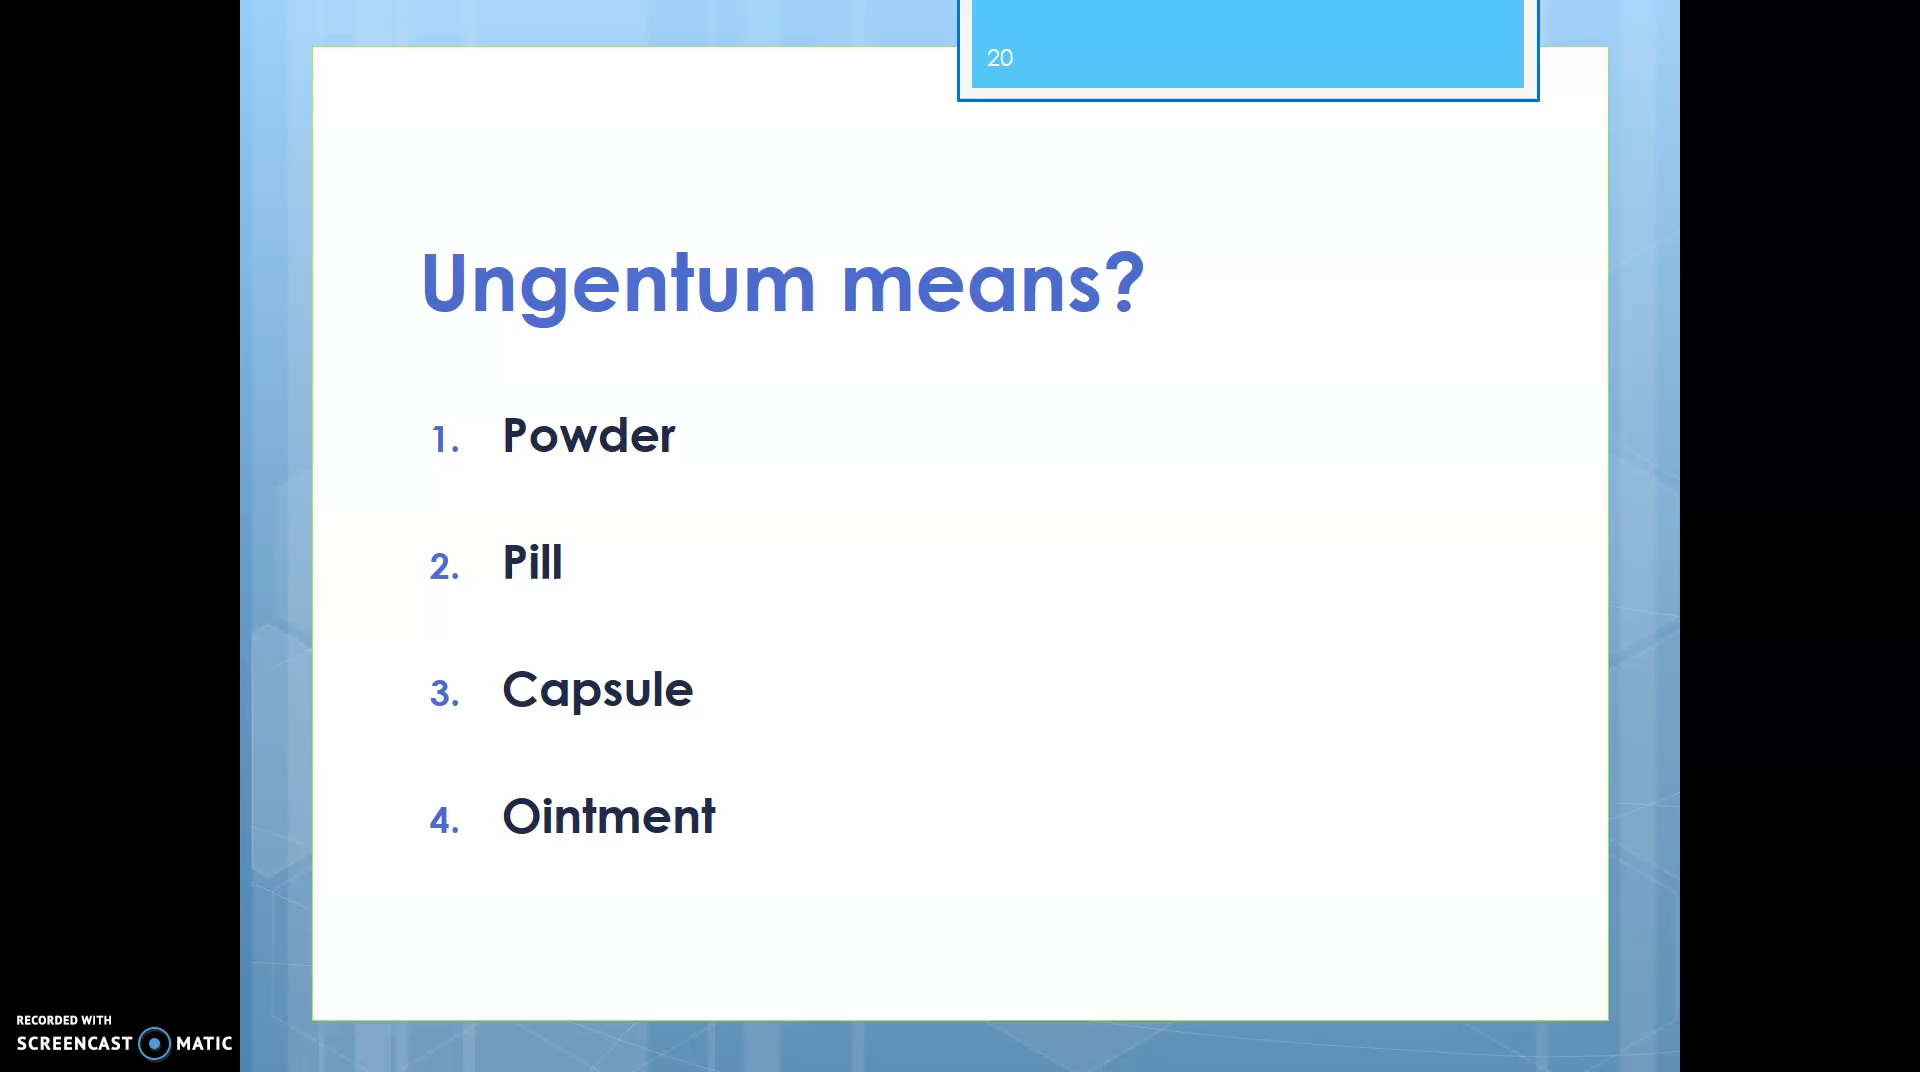 20
Ungentum means?
1. Powder
2. Pill
3. Capsule
4. Ointment
RECORDED WITH
SCREENCAST MATIC